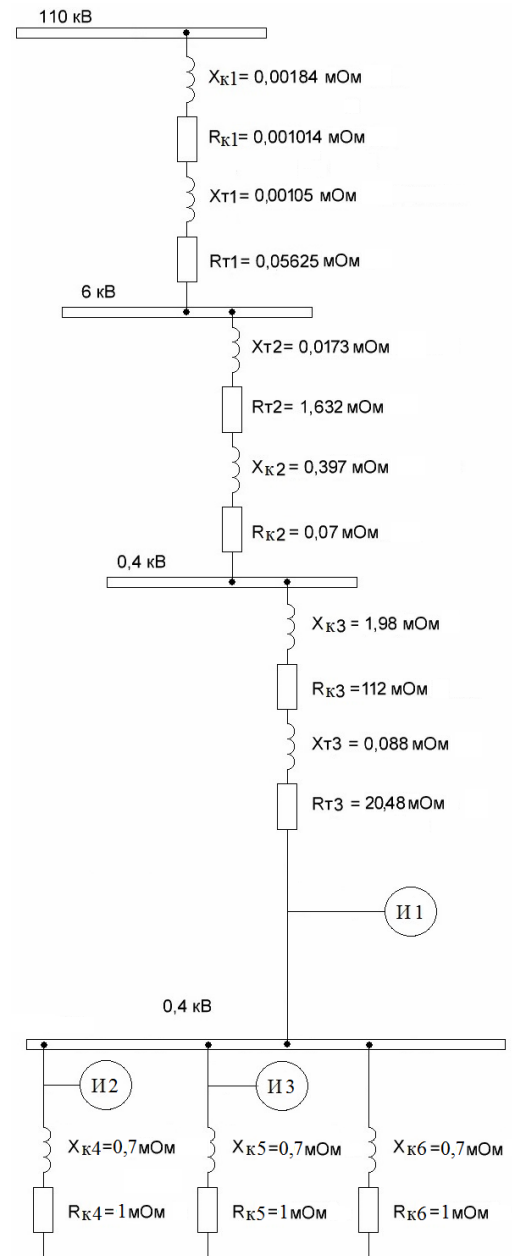 110 кВ
Xк1= 0,00184 мОм
Rк1= 0,001014 мОм
Xт1= 0,00105 мОм
Rт1= 0,05625 мОм
6 кВ
Xт2= 0,0173 мОм
Rт2= 1,632 мОм
Xк2= 0,397 мОм
Rк2= 0,07 мОм
0,4 кВ
Xк3 = 1,98 мОм
Rк3 =112 мОм
Xт3 = 0,088 мОм
Rт3 = 20,48 мОм
И1
0,4 кВ
И2 И3
Xк4=0,7мОм Xк5=0,7мОм Xк6=0,7мОм
Rк4=1мОм Rк5=1мОм Rк6=1мОм